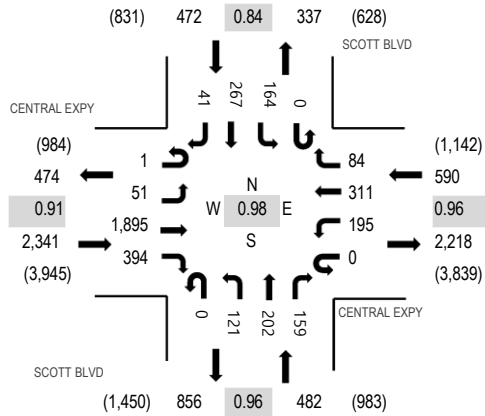 (831) 472 0.84 337 (628)
SCOTT BLVD
CENTRAL EXPY
41 267 164 0
(984)
474
0.91
2,341
(3,945)
1
51
1,895
394
N
W 0.98 E
S
84
311
195
0
(1,142)
590
0.96
2,218
(3,839)
0 121 202 159
CENTRAL EXPY
SCOTT BLVD
(1,450) 856 0.96 482 (983)